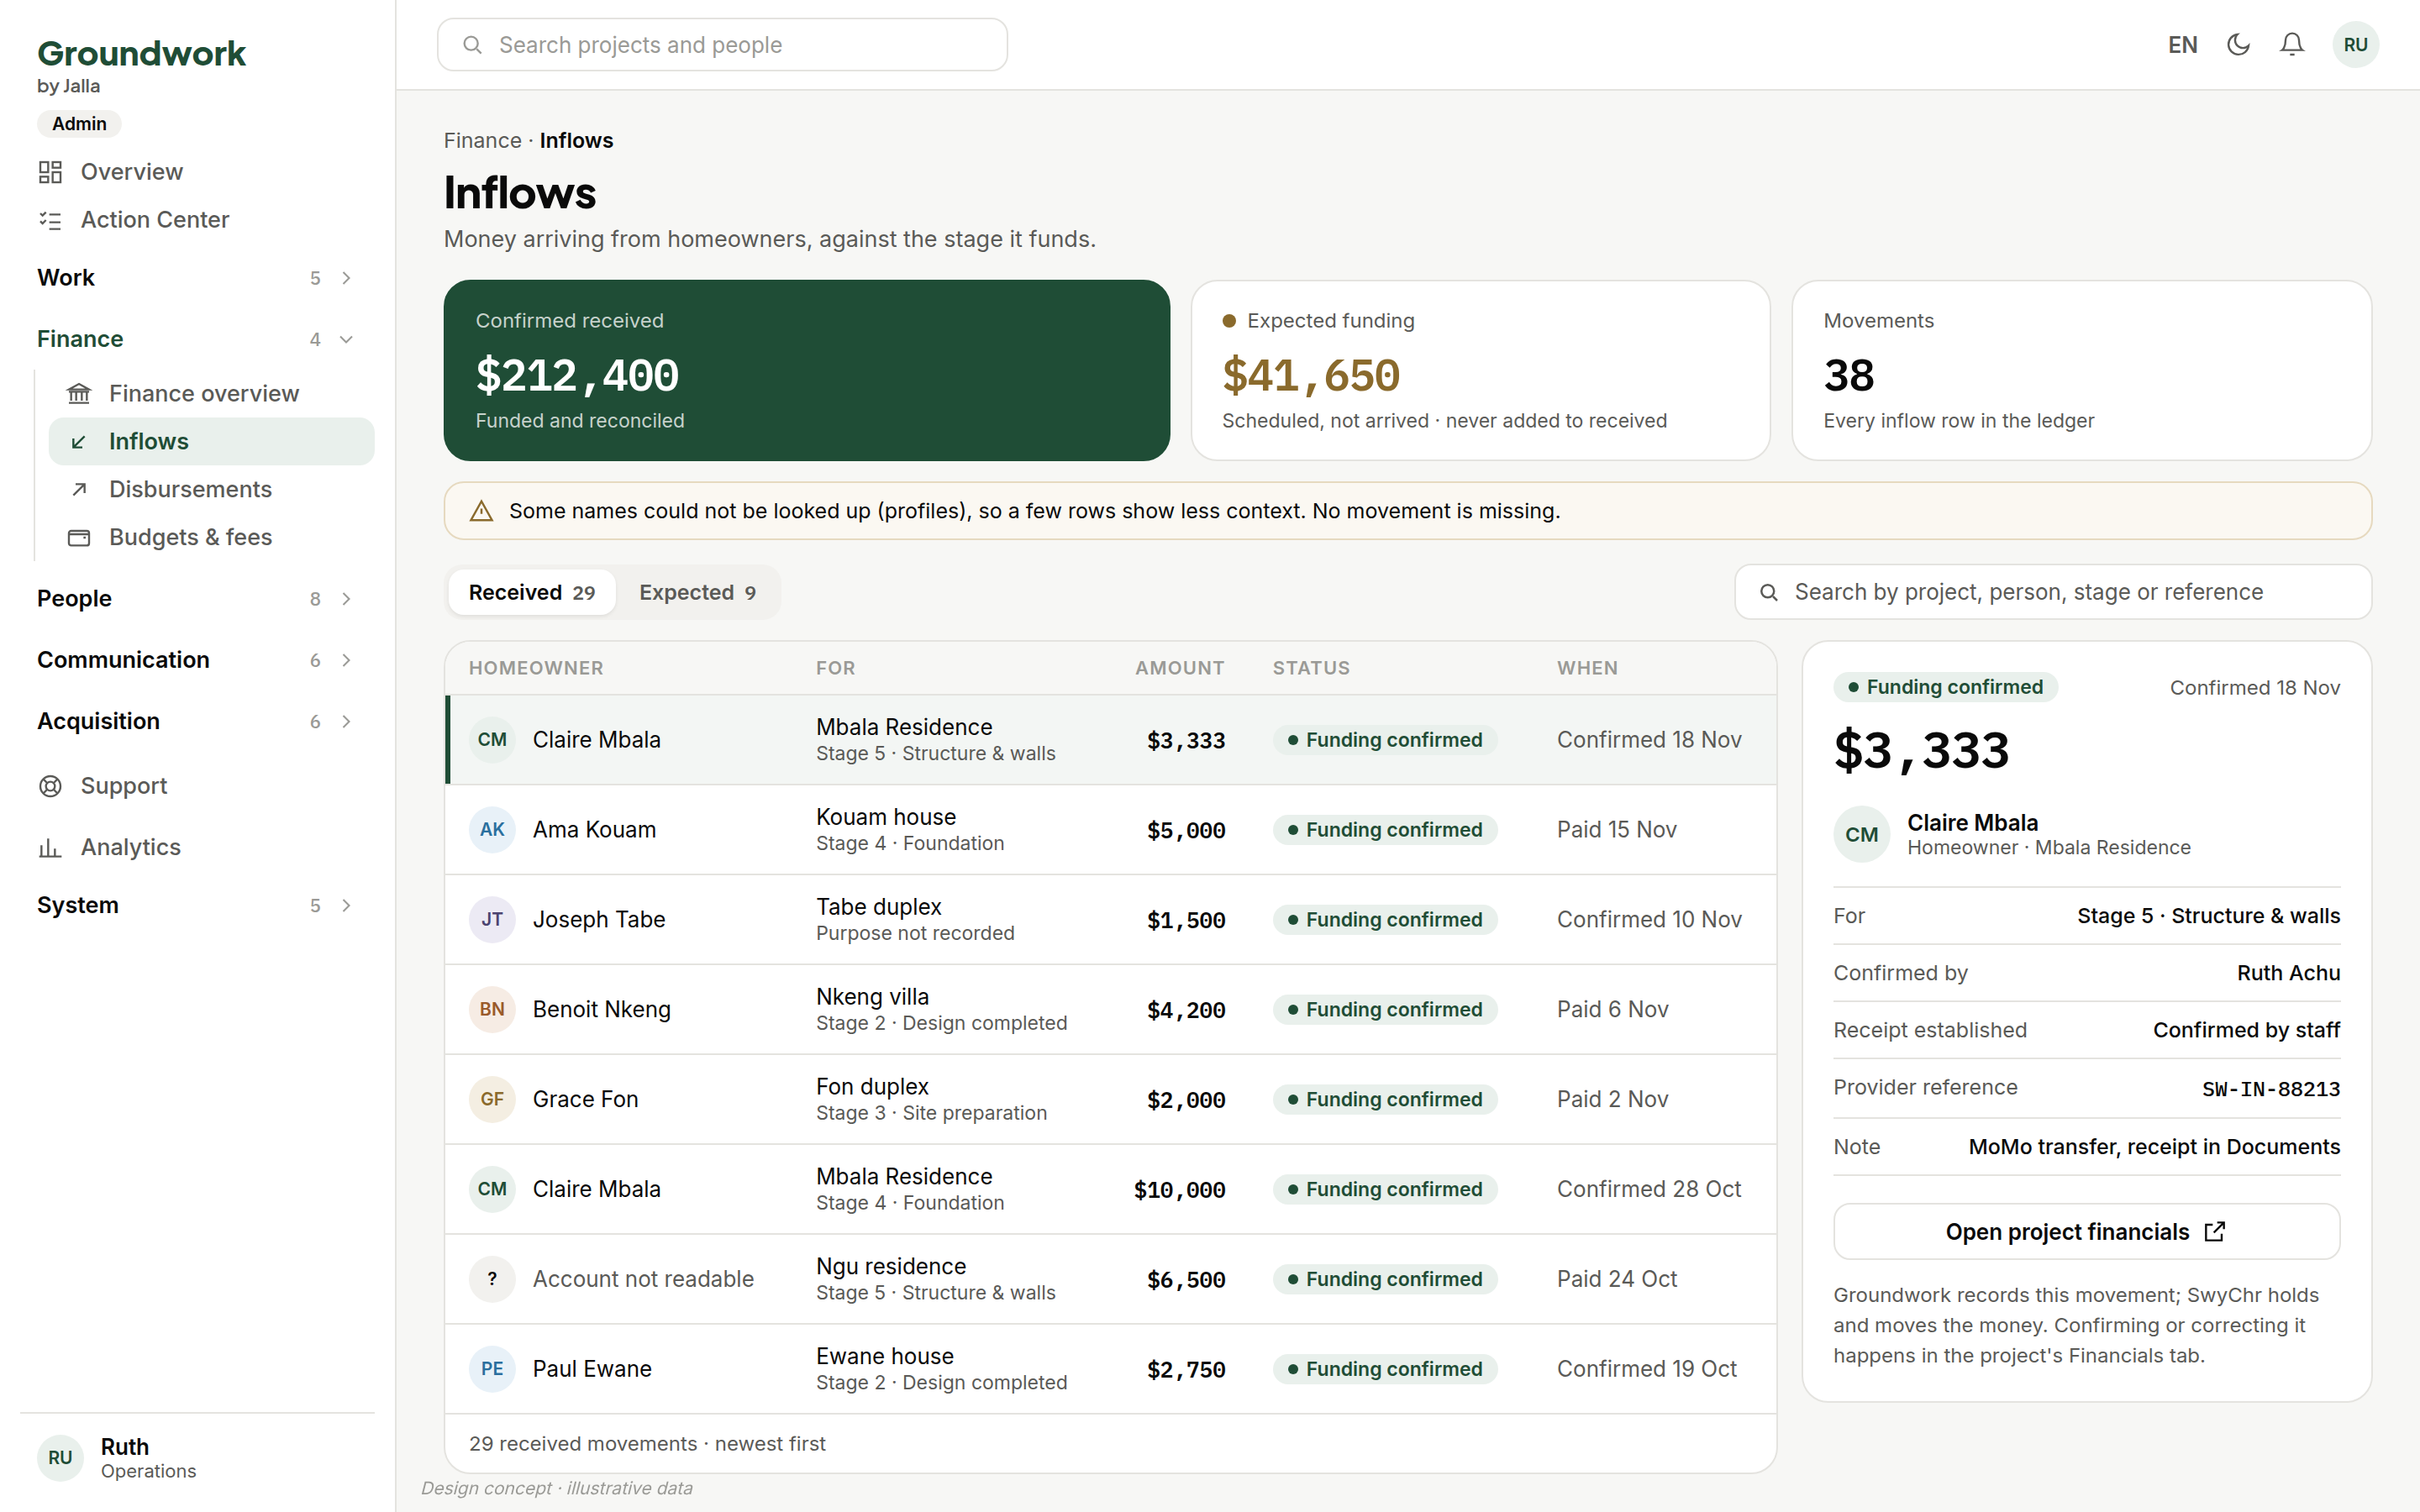 Groundwork
by Jalla
Admin
Overview
Action Center
Work 5
Finance 4
Finance overview
Inflows
Disbursements
Budgets & fees
People 8
Communication 6
Acquisition 6
Support
Analytics
System 5
RU
Ruth
Operations
Search projects and people
EN
RU
Finance · Inflows
Inflows
Money arriving from homeowners, against the stage it funds.
Confirmed received
$212,400
Funded and reconciled
Expected funding
$41,650
Scheduled, not arrived · never added to received
Movements
38
Every inflow row in the ledger
Some names could not be looked up (profiles), so a few rows show less context. No movement is missing.
Received 29 Expected 9
Search by project, person, stage or reference
HOMEOWNER FOR AMOUNT STATUS WHEN
CM Claire Mbala Mbala Residence $3,333 Funding confirmed Confirmed 18 Nov
Stage 5 · Structure & walls
AK Ama Kouam Kouam house $5,000 Funding confirmed Paid 15 Nov
Stage 4 · Foundation
JT Joseph Tabe Tabe duplex $1,500 Funding confirmed Confirmed 10 Nov
Purpose not recorded
BN Benoit Nkeng Nkeng villa $4,200 Funding confirmed Paid 6 Nov
Stage 2 · Design completed
GF Grace Fon Fon duplex $2,000 Funding confirmed Paid 2 Nov
Stage 3 · Site preparation
CM Claire Mbala Mbala Residence $10,000 Funding confirmed Confirmed 28 Oct
Stage 4 · Foundation
? Account not readable Ngu residence $6,500 Funding confirmed Paid 24 Oct
Stage 5 · Structure & walls
PE Paul Ewane Ewane house $2,750 Funding confirmed Confirmed 19 Oct
Stage 2 · Design completed
29 received movements · newest first
Funding confirmed Confirmed 18 Nov
$3,333
CM Claire Mbala
Homeowner · Mbala Residence
For Stage 5 · Structure & walls
Confirmed by Ruth Achu
Receipt established Confirmed by staff
Provider reference SW-IN-88213
Note MoMo transfer, receipt in Documents
Open project financials
Groundwork records this movement; SwyChr holds
and moves the money. Confirming or correcting it
happens in the project's Financials tab.
Design concept · illustrative data